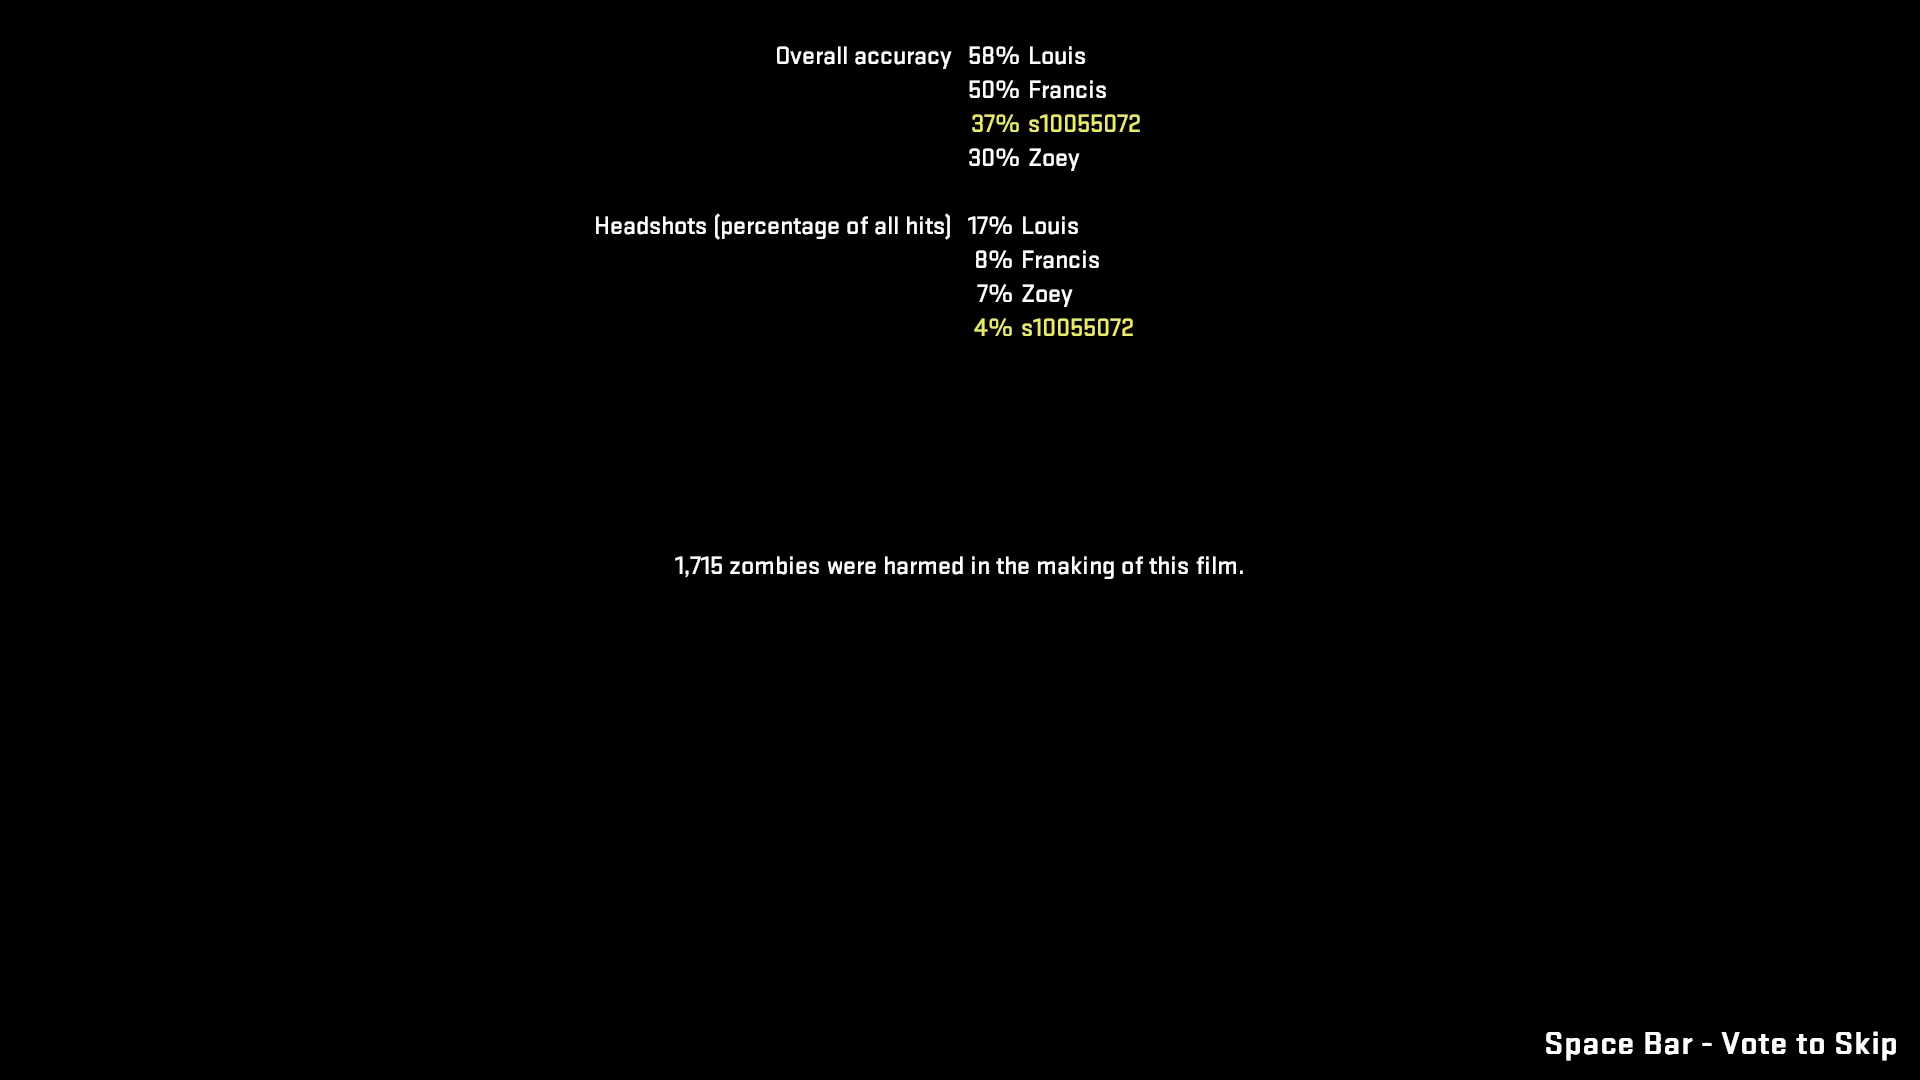 Overall accuracy 58% Louis
50% Francis
37% s10055072
30% Zoey
Headshots (percentage of all hits) 17% Louis
8% Francis
7% Zoey
4% s10055072
1,715 zombies were harmed in the making of this film.
Space Bar - Vote to Skip